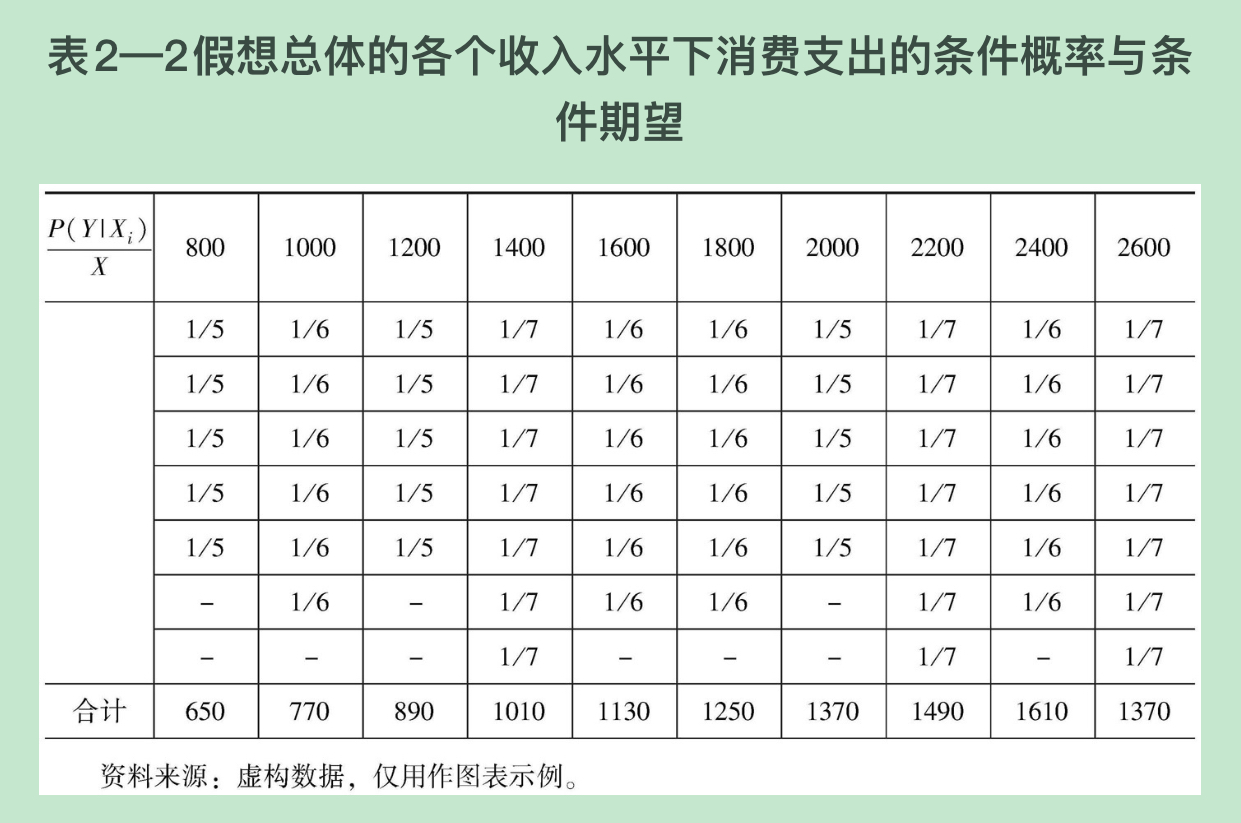 表2—2假想总体的各个收入水平下消费支出的条件概率与条
件期望
P(Y|Xi)
X 800 1000 1200 1400 1600 1800 2000 2200 2400 2600
1/5 1/6 1/5 1/7 1/6 1/6 1/5 1/7 1/6 1/7
1/5 1/6 1/5 1/7 1/6 1/6 1/5 1/7 1/6 1/7
1/5 1/6 1/5 1/7 1/6 1/6 1/5 1/7 1/6 1/7
1/5 1/6 1/5 1/7 1/6 1/6 1/5 1/7 1/6 1/7
1/5 1/6 1/5 1/7 1/6 1/6 1/5 1/7 1/6 1/7
– 1/6 – 1/7 1/6 1/6 – 1/7 1/6 1/7
– – – 1/7 – – – 1/7 – 1/7
合计 650 770 890 1010 1130 1250 1370 1490 1610 1370
资料来源：虚构数据，仅用作图表示例。